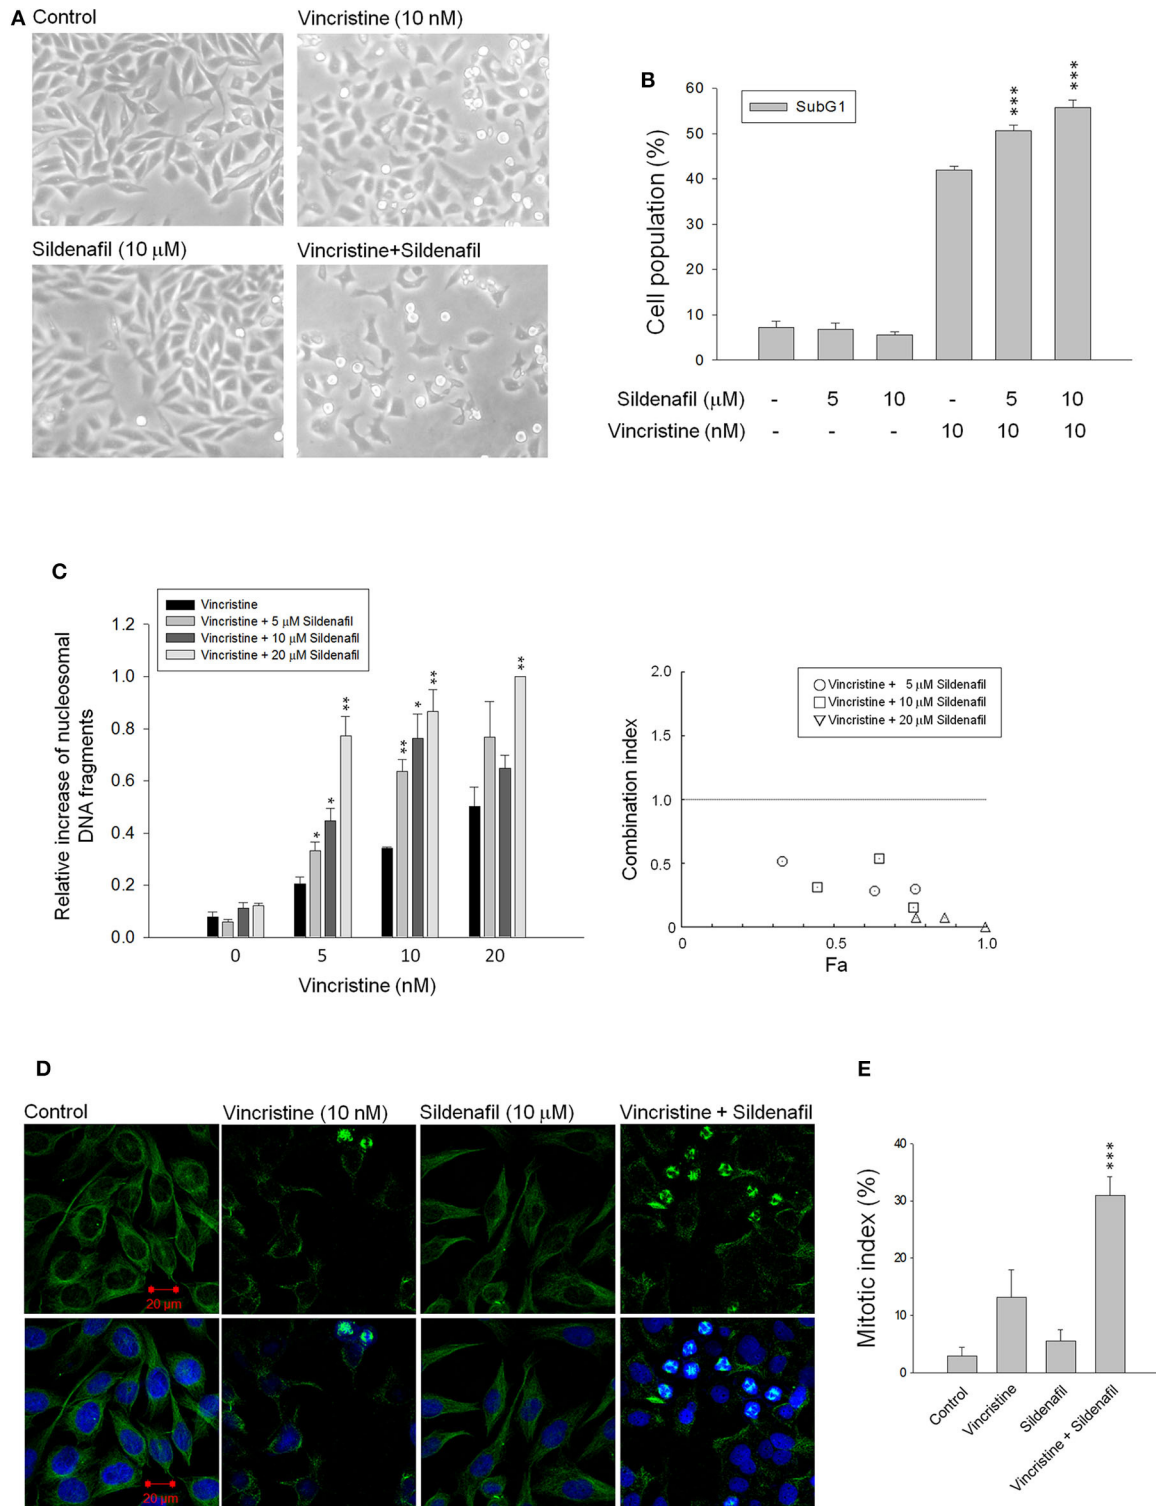 A
Control
Vincristine (10 nM)
Sildenafil (10 μM)
Vincristine+Sildenafil
B
Cell population (%)
60
50
40
30
20
10
0
SubG1
***
***
Sildenafil (μM) - 5 10 - 5 10
Vincristine (nM) - - - 10 10 10
C
Relative increase of nucleosomal
DNA fragments
Vincristine
Vincristine + 5 μM Sildenafil
Vincristine + 10 μM Sildenafil
Vincristine + 20 μM Sildenafil
1.2
1.0
0.8
0.6
0.4
0.2
0.0
*
*
**
**
*
**
**
0 5 10 20
Vincristine (nM)
Combination index
2.0
1.5
1.0
0.5
0
Vincristine + 5 μM Sildenafil
Vincristine + 10 μM Sildenafil
Vincristine + 20 μM Sildenafil
0 0.5 1.0
Fa
D
Control
Vincristine (10 nM)
Sildenafil (10 μM)
Vincristine + Sildenafil
20 μm
20 μm
E
Mitotic index (%)
40
30
20
10
0
***
Control
Vincristine
Sildenafil
Vincristine + Sildenafil